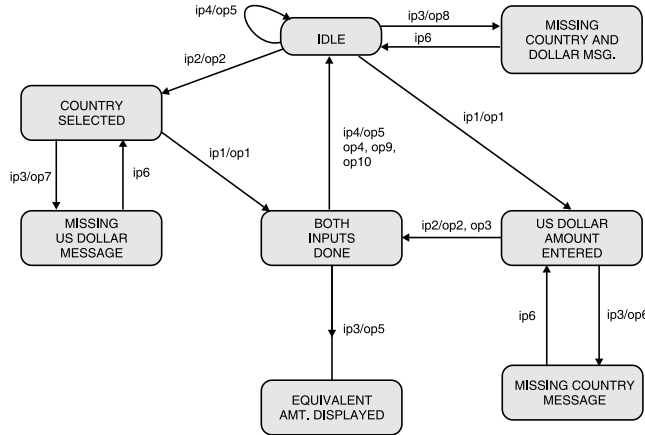 ip4/op5
IDLE
ip3/op8
ip6
MISSING
COUNTRY AND
DOLLAR MSG.
ip2/op2
COUNTRY
SELECTED
ip1/op1
ip4/op5
op4, op9,
op10
ip1/op1
ip3/op7
ip6
MISSING
US DOLLAR
MESSAGE
BOTH
INPUTS
DONE
ip2/op2, op3
US DOLLAR
AMOUNT
ENTERED
ip3/op5
ip6
ip3/op6
EQUIVALENT
AMT. DISPLAYED
MISSING COUNTRY
MESSAGE